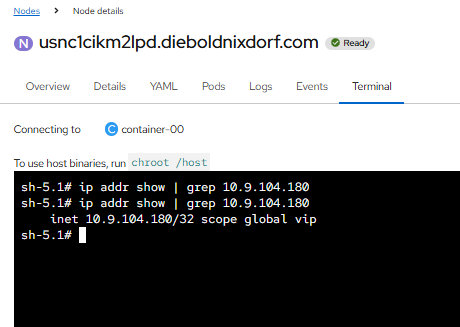 Nodes > Node details
N usnc1cikm2lpd.dieboldnixdorf.com Ready
Overview Details YAML Pods Logs Events Terminal
Connecting to C container-00
To use host binaries, run chroot /host
sh-5.1# ip addr show | grep 10.9.104.180
sh-5.1# ip addr show | grep 10.9.104.180
    inet 10.9.104.180/32 scope global vip
sh-5.1#